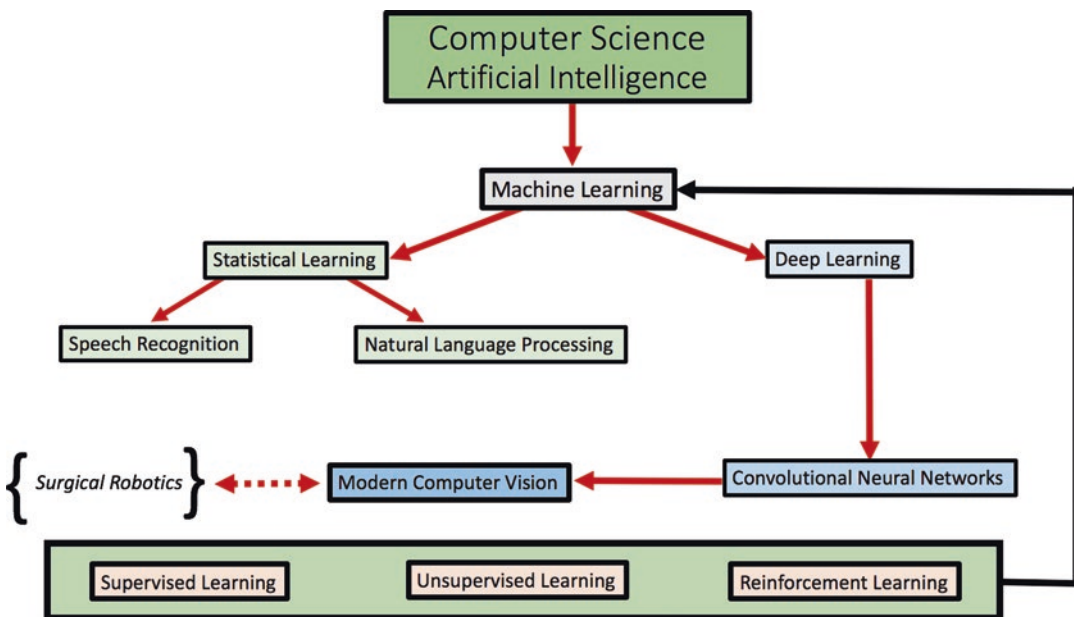 Computer Science
Artificial Intelligence
Machine Learning
Statistical Learning
Deep Learning
Speech Recognition
Natural Language Processing
{ Surgical Robotics }
Modern Computer Vision
Convolutional Neural Networks
Supervised Learning
Unsupervised Learning
Reinforcement Learning